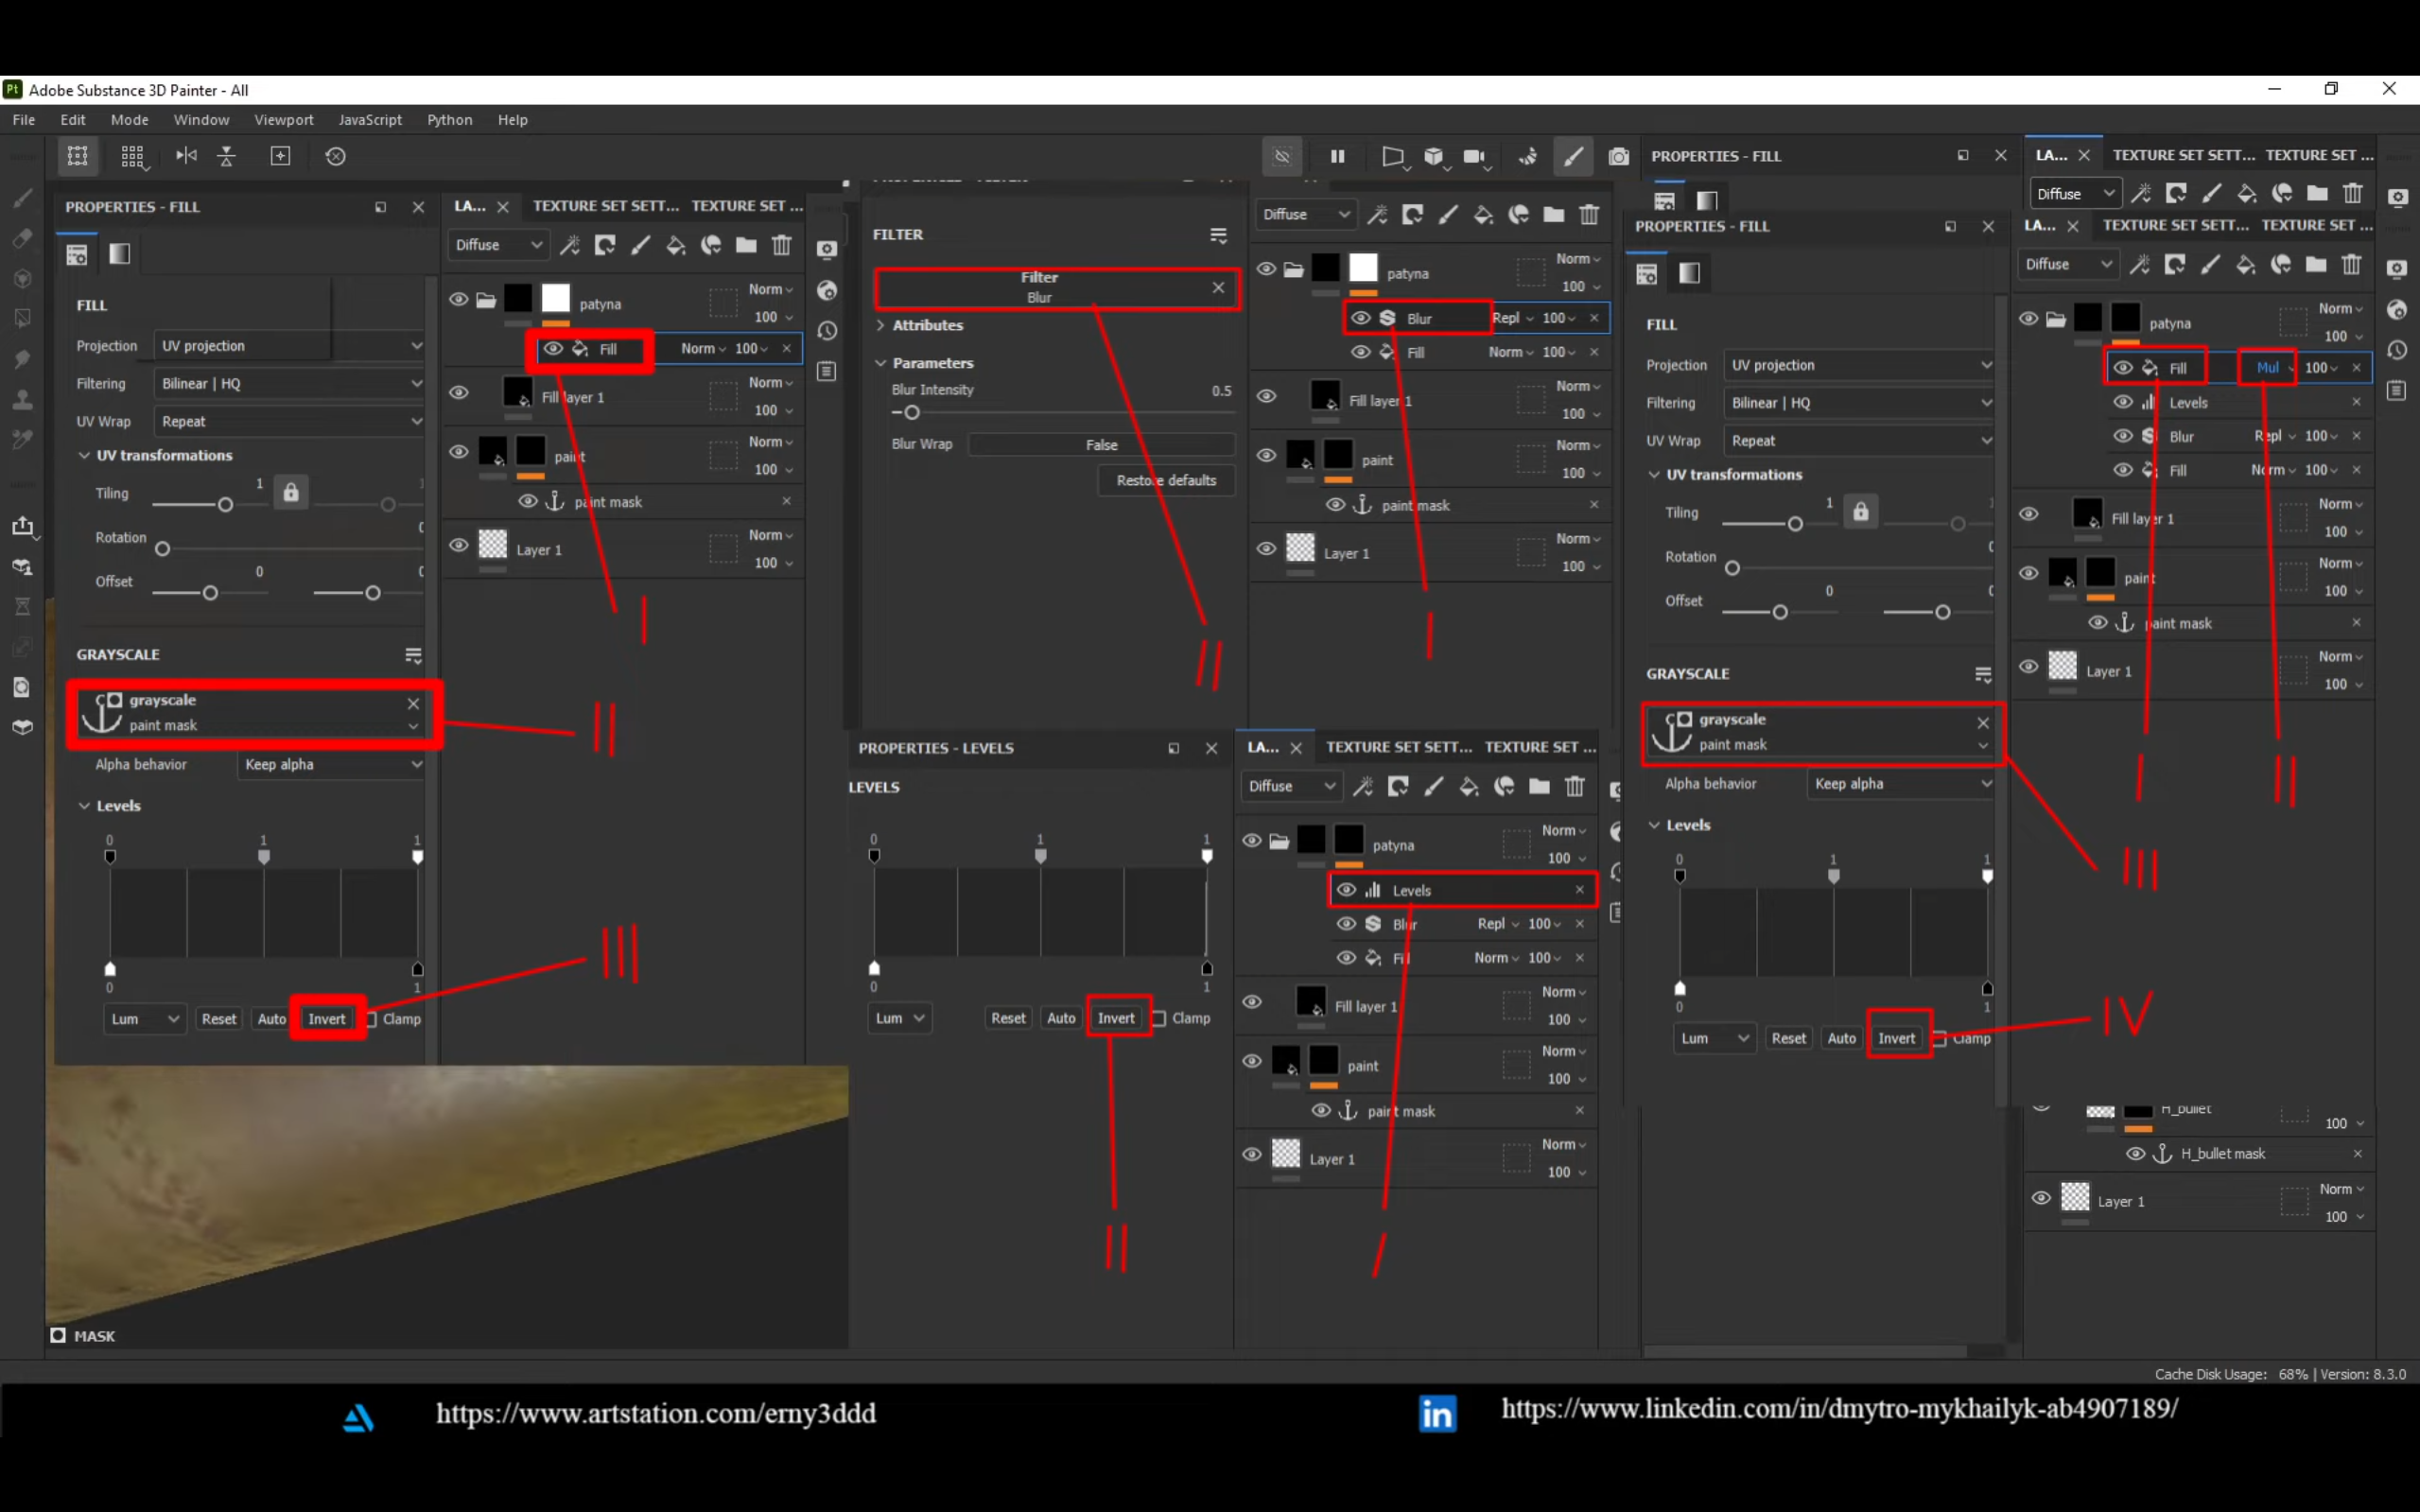 Adobe Substance 3D Painter - All
File Edit Mode Window Viewport JavaScript Python Help
PROPERTIES - FILL
FILL
Projection UV projection
Filtering Bilinear | HQ
UV Wrap Repeat
UV transformations
Tiling 1
Rotation
Offset 0
GRAYSCALE
grayscale
paint mask
Alpha behavior Keep alpha
Levels
0 1 1
0 1
Lum Reset Auto Invert Clamp
MASK
LA... TEXTURE SET SETT... TEXTURE SET ...
Diffuse
patyna Norm
100
Fill Norm 100
Fill layer 1 Norm
100
paint Norm
100
paint mask
Layer 1 Norm
100
I
II
III
FILTER
Filter
Blur
Attributes
Parameters
Blur Intensity 0.5
Blur Wrap False
Restore defaults
II
Diffuse
patyna Norm
100
Blur Repl 100
Fill Norm 100
Fill layer 1 Norm
100
paint Norm
100
paint mask
Layer 1 Norm
100
I
PROPERTIES - LEVELS
LEVELS
0 1 1
0 1
Lum Reset Auto Invert Clamp
II
LA... TEXTURE SET SETT... TEXTURE SET ...
Diffuse
patyna Norm
100
Levels
Blur Repl 100
Fill Norm 100
Fill layer 1 Norm
100
paint Norm
100
paint mask
Layer 1 Norm
100
I
PROPERTIES - FILL
PROPERTIES - FILL
FILL
Projection UV projection
Filtering Bilinear | HQ
UV Wrap Repeat
UV transformations
Tiling 1
Rotation
Offset 0
GRAYSCALE
grayscale
paint mask
Alpha behavior Keep alpha
Levels
0 1 1
0 1
Lum Reset Auto Invert Clamp
LA... TEXTURE SET SETT... TEXTURE SET ...
Diffuse
LA... TEXTURE SET SETT... TEXTURE SET ...
Diffuse
patyna Norm
100
Fill Mul 100
Levels
Blur Repl 100
Fill Norm 100
Fill layer 1 Norm
100
paint Norm
100
paint mask
Layer 1 Norm
100
I
II
III
IV
H_bullet
100
H_bullet mask
Layer 1 Norm
100
Cache Disk Usage: 68% | Version: 8.3.0
https://www.artstation.com/erny3ddd
in https://www.linkedin.com/in/dmytro-mykhailyk-ab4907189/